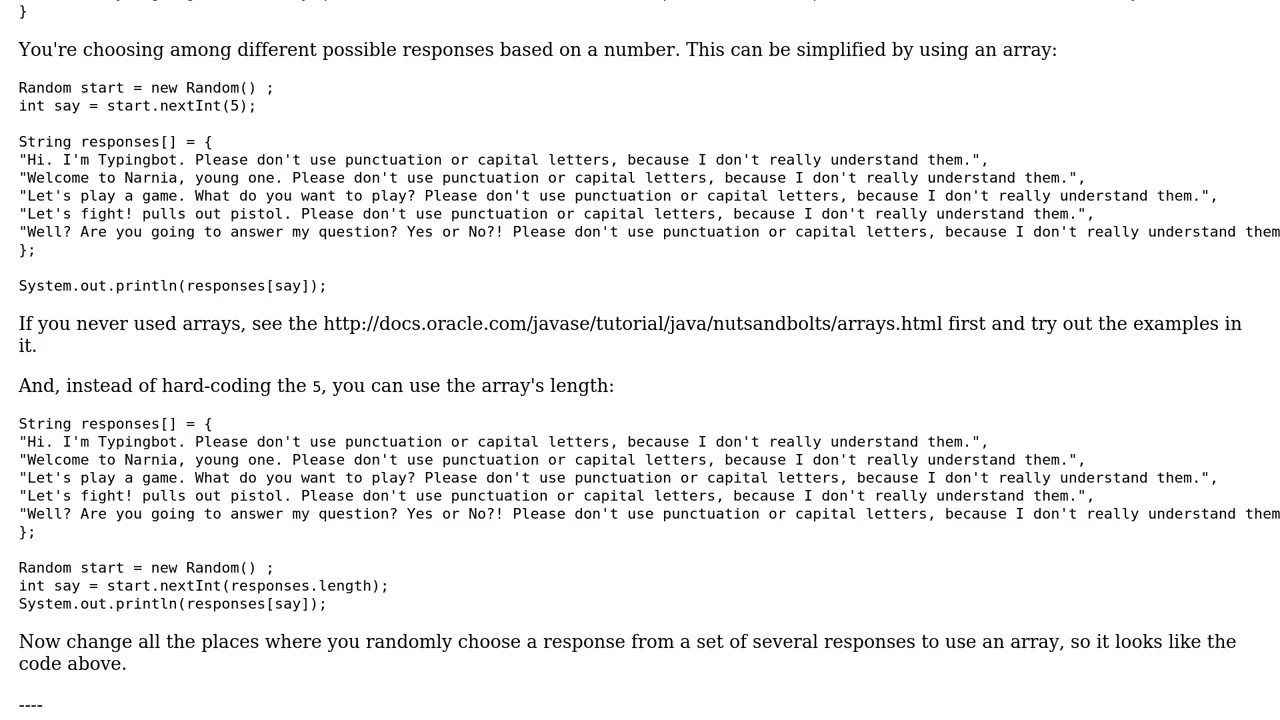 }
You're choosing among different possible responses based on a number. This can be simplified by using an array:
Random start = new Random() ;
int say = start.nextInt(5);
String responses[] = {
"Hi. I'm Typingbot. Please don't use punctuation or capital letters, because I don't really understand them.",
"Welcome to Narnia, young one. Please don't use punctuation or capital letters, because I don't really understand them.",
"Let's play a game. What do you want to play? Please don't use punctuation or capital letters, because I don't really understand them.",
"Let's fight! pulls out pistol. Please don't use punctuation or capital letters, because I don't really understand them.",
"Well? Are you going to answer my question? Yes or No?! Please don't use punctuation or capital letters, because I don't really understand them
};
System.out.println(responses[say]);
If you never used arrays, see the http://docs.oracle.com/javase/tutorial/java/nutsandbolts/arrays.html first and try out the examples in
it.
And, instead of hard-coding the 5, you can use the array's length:
String responses[] = {
"Hi. I'm Typingbot. Please don't use punctuation or capital letters, because I don't really understand them.",
"Welcome to Narnia, young one. Please don't use punctuation or capital letters, because I don't really understand them.",
"Let's play a game. What do you want to play? Please don't use punctuation or capital letters, because I don't really understand them.",
"Let's fight! pulls out pistol. Please don't use punctuation or capital letters, because I don't really understand them.",
"Well? Are you going to answer my question? Yes or No?! Please don't use punctuation or capital letters, because I don't really understand them
};
Random start = new Random() ;
int say = start.nextInt(responses.length);
System.out.println(responses[say]);
Now change all the places where you randomly choose a response from a set of several responses to use an array, so it looks like the
code above.
----